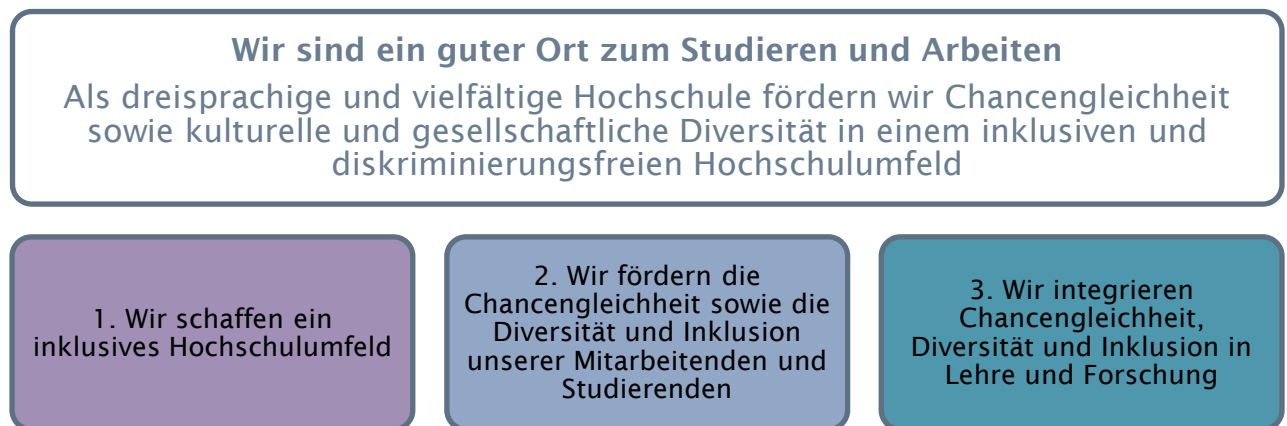 Wir sind ein guter Ort zum Studieren und Arbeiten
Als dreisprachige und vielfältige Hochschule fördern wir Chancengleichheit
sowie kulturelle und gesellschaftliche Diversität in einem inklusiven und
diskriminierungsfreien Hochschulumfeld
1. Wir schaffen ein
inklusives Hochschulumfeld
2. Wir fördern die
Chancengleichheit sowie die
Diversität und Inklusion
unserer Mitarbeitenden und
Studierenden
3. Wir integrieren
Chancengleichheit,
Diversität und Inklusion in
Lehre und Forschung